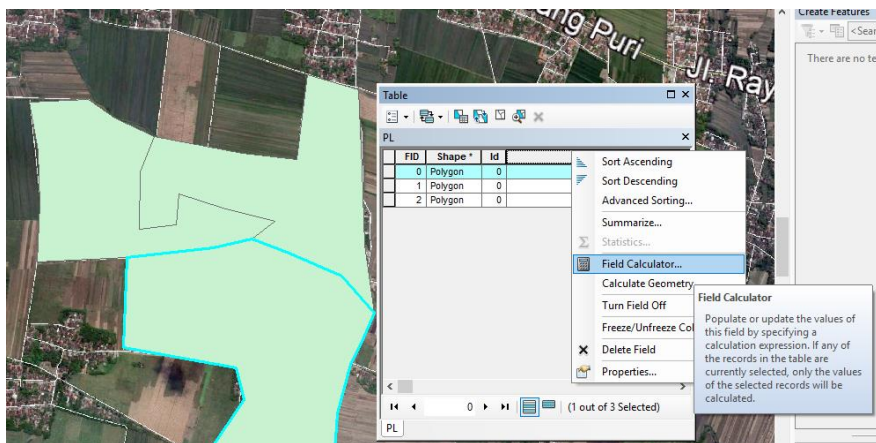 ng Puri
Jl. Ray
Create Features
<Sear
There are no te
Table
PL
FID Shape * Id
0 Polygon 0
1 Polygon 0
2 Polygon 0
Sort Ascending
Sort Descending
Advanced Sorting...
Summarize...
Σ Statistics...
Field Calculator...
Calculate Geometry
Turn Field Off
Freeze/Unfreeze Col
Delete Field
Properties...
Field Calculator
Populate or update the values of
this field by specifying a
calculation expression. If any of
the records in the table are
currently selected, only the values
of the selected records will be
calculated.
0
(1 out of 3 Selected)
PL